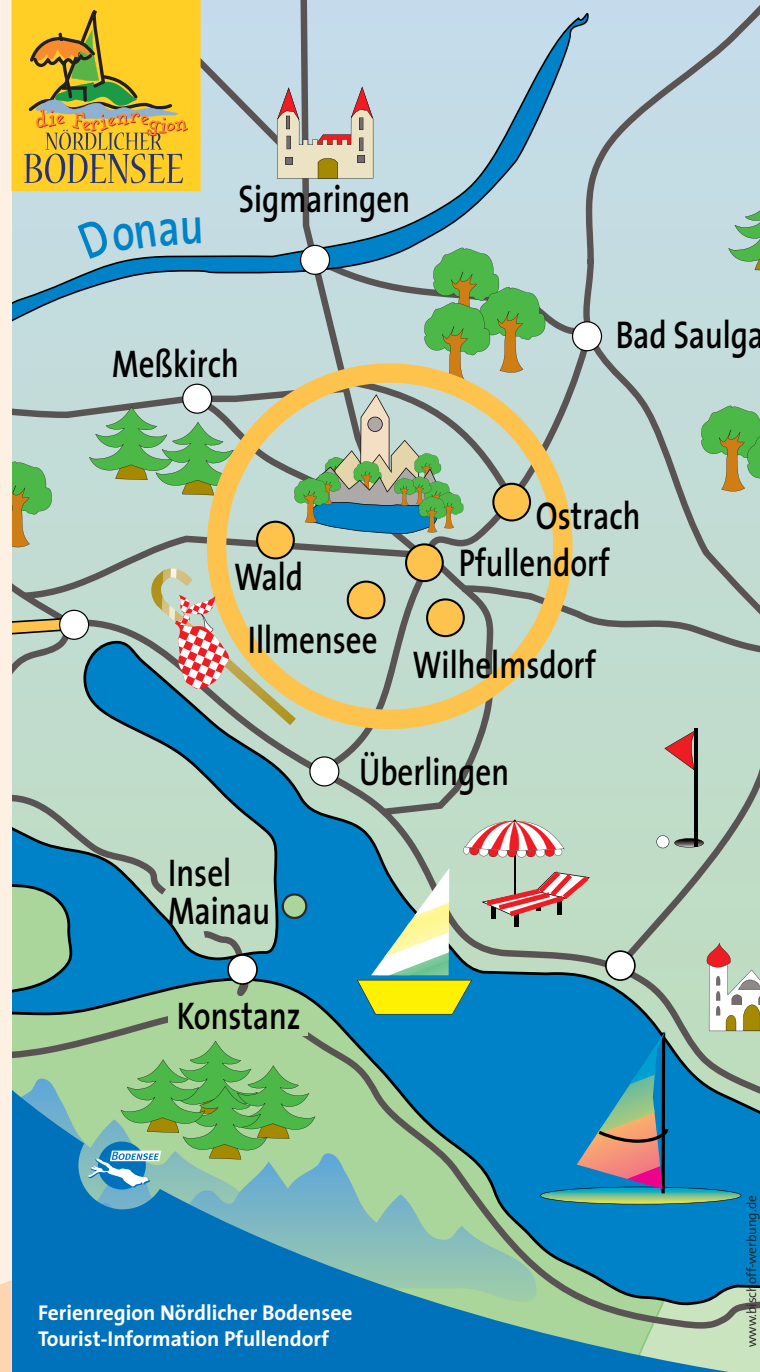 die Ferienregion
NÖRDLICHER
BODENSEE
Sigmaringen
Donau
Bad Saulga
Meßkirch
Ostrach
Pfullendorf
Wald
Illmensee
Wilhelmsdorf
Überlingen
Insel
Mainau
Konstanz
BODENSEE
www.bischoff-werbung.de
Ferienregion Nördlicher Bodensee
Tourist-Information Pfullendorf